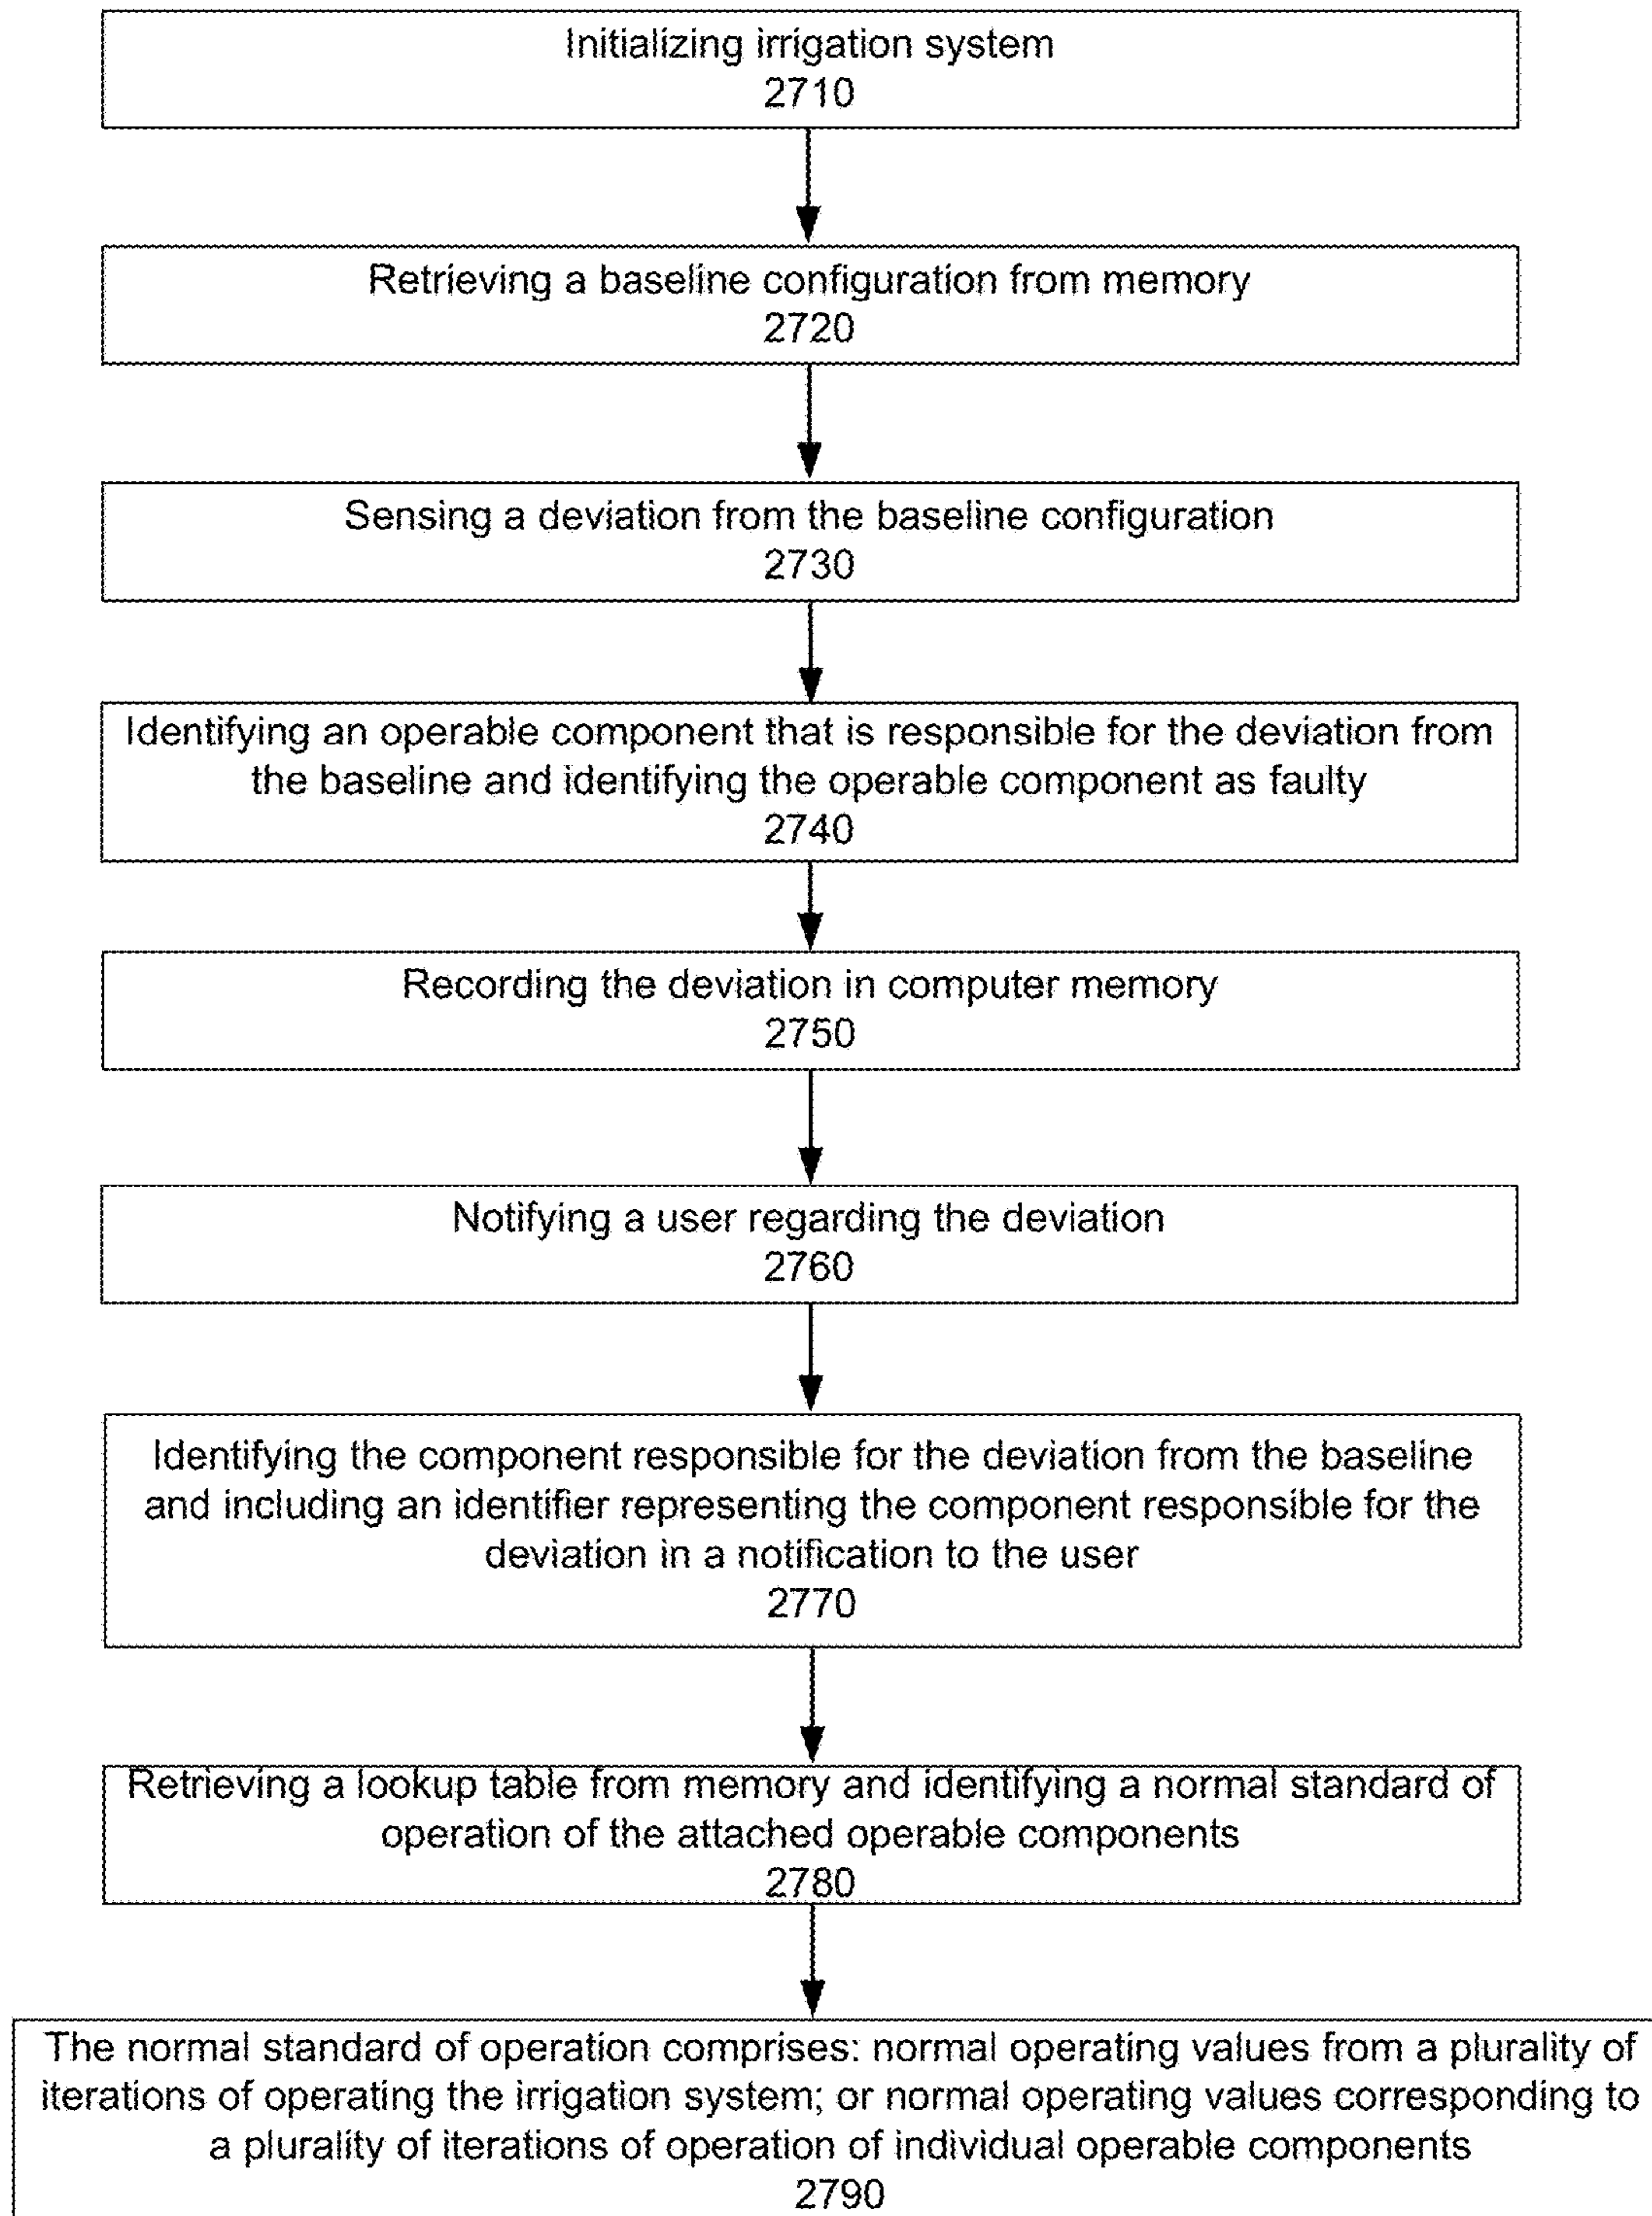 Initializing irrigation system
2710
Retrieving a baseline configuration from memory
2720
Sensing a deviation from the baseline configuration
2730
Identifying an operable component that is responsible for the deviation from
the baseline and identifying the operable component as faulty
2740
Recording the deviation in computer memory
2750
Notifying a user regarding the deviation
2760
Identifying the component responsible for the deviation from the baseline
and including an identifier representing the component responsible for the
deviation in a notification to the user
2770
Retrieving a lookup table from memory and identifying a normal standard of
operation of the attached operable components
2780
The normal standard of operation comprises: normal operating values from a plurality of
iterations of operating the irrigation system; or normal operating values corresponding to
a plurality of iterations of operation of individual operable components
2790